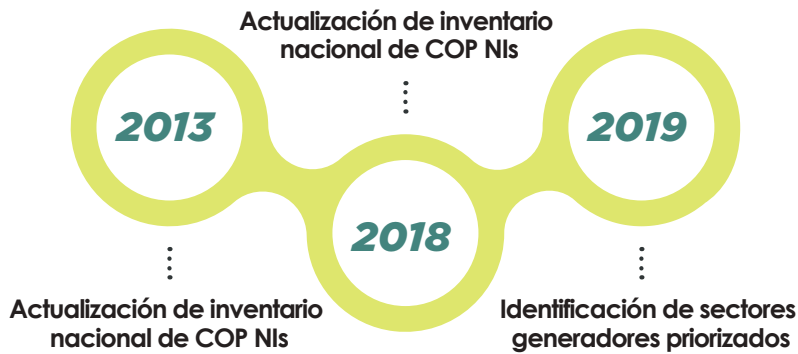 2013
Actualización de inventario
nacional de COP NIs
Actualización de inventario
nacional de COP NIs
2018
2019
Identificación de sectores
generadores priorizados